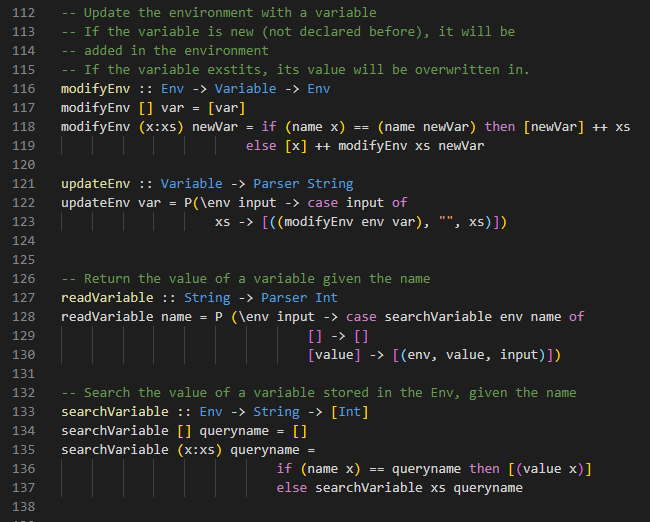 112 -- Update the environment with a variable
113 -- If the variable is new (not declared before), it will be
114 -- added in the environment
115 -- If the variable exstits, its value will be overwritten in.
116 modifyEnv :: Env -> Variable -> Env
117 modifyEnv [] var = [var]
118 modifyEnv (x:xs) newVar = if (name x) == (name newVar) then [newVar] ++ xs
119 else [x] ++ modifyEnv xs newVar
120
121 updateEnv :: Variable -> Parser String
122 updateEnv var = P(\env input -> case input of
123 xs -> [((modifyEnv env var), "", xs)])
124
125
126 -- Return the value of a variable given the name
127 readVariable :: String -> Parser Int
128 readVariable name = P (\env input -> case searchVariable env name of
129 [] -> []
130 [value] -> [(env, value, input)])
131
132 -- Search the value of a variable stored in the Env, given the name
133 searchVariable :: Env -> String -> [Int]
134 searchVariable [] queryname = []
135 searchVariable (x:xs) queryname =
136 if (name x) == queryname then [(value x)]
137 else searchVariable xs queryname
138